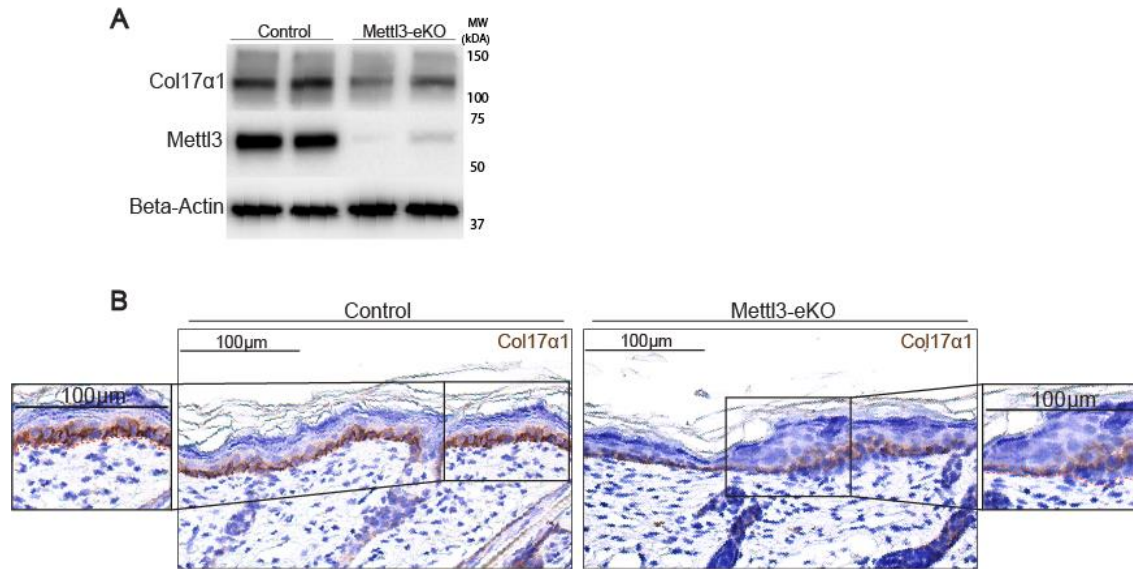 A
Control
Mettl3-eKO
MW
(kDA)
150
Col17α1
100
75
Mettl3
50
Beta-Actin
37
B
Control
Mettl3-eKO
100µm
Col17α1
100µm
Col17α1
100µm
100µm